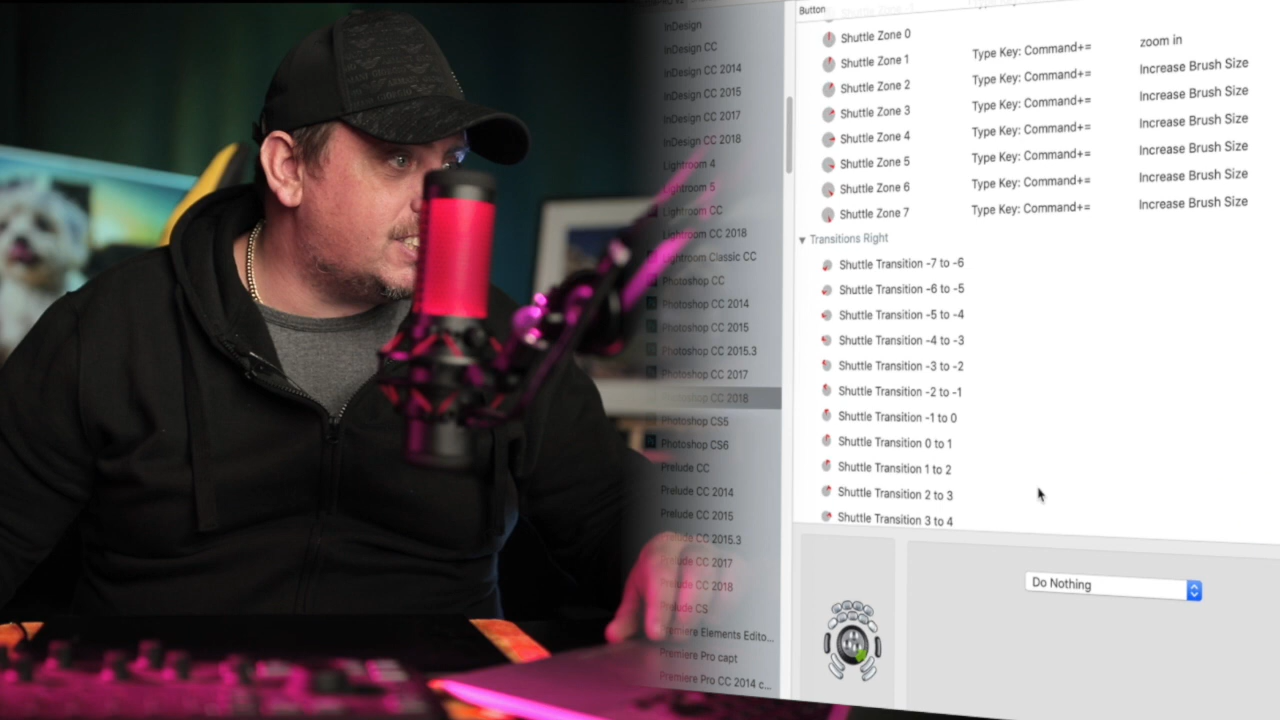 InDesign
InDesign CC
InDesign CC 2014
InDesign CC 2015
InDesign CC 2017
InDesign CC 2018
Lightroom 4
Lightroom 5
Lightroom CC
Lightroom CC 2018
Lightroom Classic CC
Photoshop CC
Photoshop CC 2014
Photoshop CC 2015
Photoshop CC 2015.3
Photoshop CC 2017
Photoshop CC 2018
Photoshop CS5
Photoshop CS6
Prelude CC
Prelude CC 2014
Prelude CC 2015
Prelude CC 2015.3
Prelude CC 2017
Prelude CC 2018
Prelude CS
Premiere Elements Edito...
Premiere Pro capt
Premiere Pro CC 2014 c...
Button
Shuttle Zone 0
Shuttle Zone 1 Type Key: Command+= zoom in
Shuttle Zone 2 Type Key: Command+= Increase Brush Size
Shuttle Zone 3 Type Key: Command+= Increase Brush Size
Shuttle Zone 4 Type Key: Command+= Increase Brush Size
Shuttle Zone 5 Type Key: Command+= Increase Brush Size
Shuttle Zone 6 Type Key: Command+= Increase Brush Size
Shuttle Zone 7 Type Key: Command+= Increase Brush Size
Transitions Right
Shuttle Transition -7 to -6
Shuttle Transition -6 to -5
Shuttle Transition -5 to -4
Shuttle Transition -4 to -3
Shuttle Transition -3 to -2
Shuttle Transition -2 to -1
Shuttle Transition -1 to 0
Shuttle Transition 0 to 1
Shuttle Transition 1 to 2
Shuttle Transition 2 to 3
Shuttle Transition 3 to 4
Do Nothing